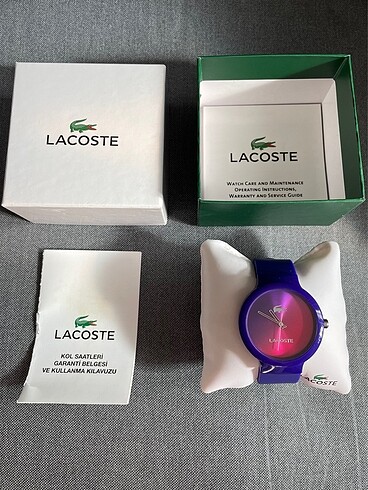 LACOSTE
LACOSTE
WATCH CARE AND MAINTENANCE
OPERATING INSTRUCTIONS,
WARRANTY AND SERVICE GUIDE
LACOSTE
KOL SAATLERİ
GARANTİ BELGESİ
VE KULLANMA KILAVUZU
LACOSTE
LACOSTE